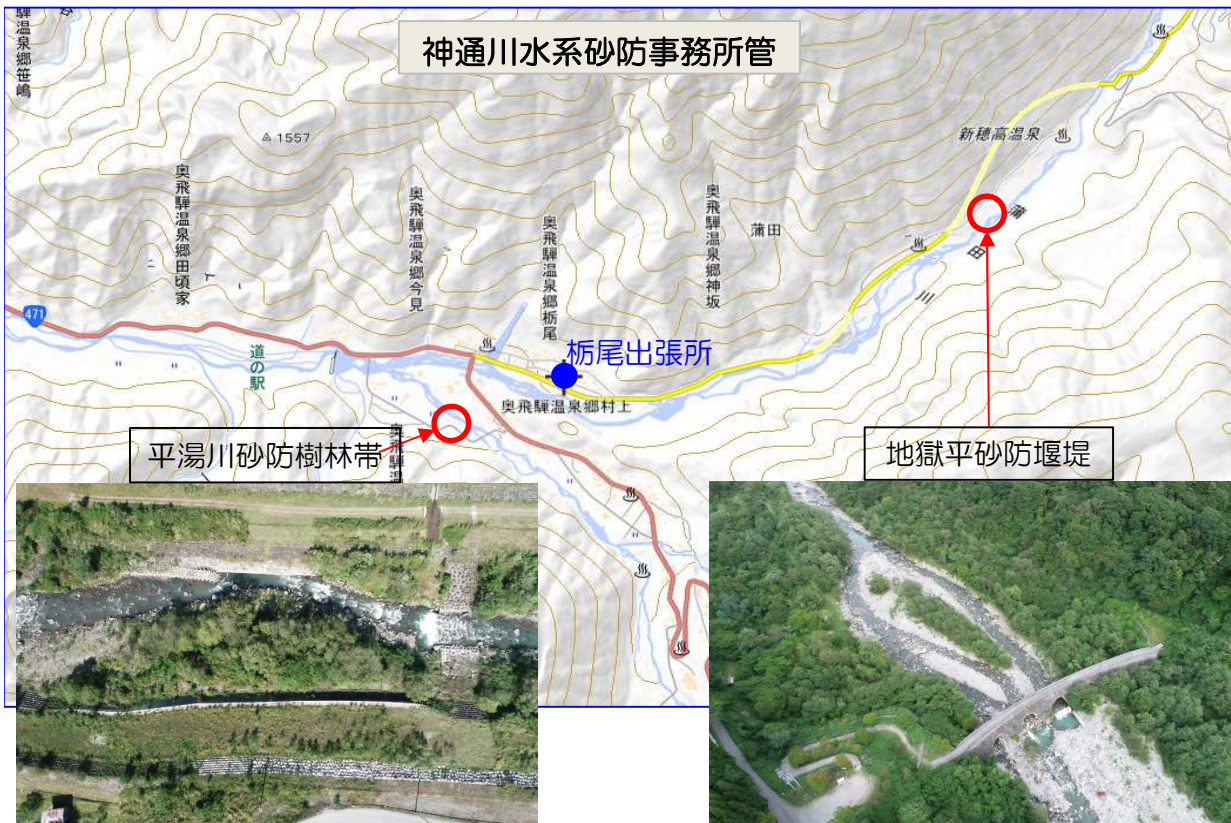 神通川水系砂防事務所管
奥飛騨温泉郷笹嶋
1557
新穂高温泉
奥飛騨温泉郷田頃家
奥飛騨温泉郷今見
奥飛騨温泉郷栃尾
奥飛騨温泉郷神坂
蒲田
蒲田川
471
道の駅
栃尾出張所
奥飛騨温泉郷村上
平湯川砂防樹林帯
奥飛騨温
地獄平砂防堰堤